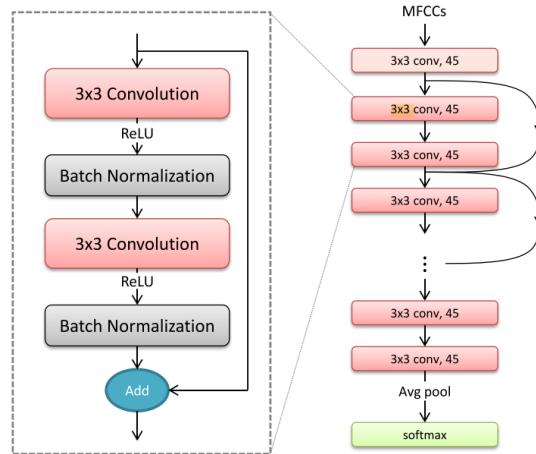 3x3 Convolution
ReLU
Batch Normalization
3x3 Convolution
ReLU
Batch Normalization
Add
MFCCs
3x3 conv, 45
3x3 conv, 45
3x3 conv, 45
3x3 conv, 45
⋮
3x3 conv, 45
3x3 conv, 45
Avg pool
softmax